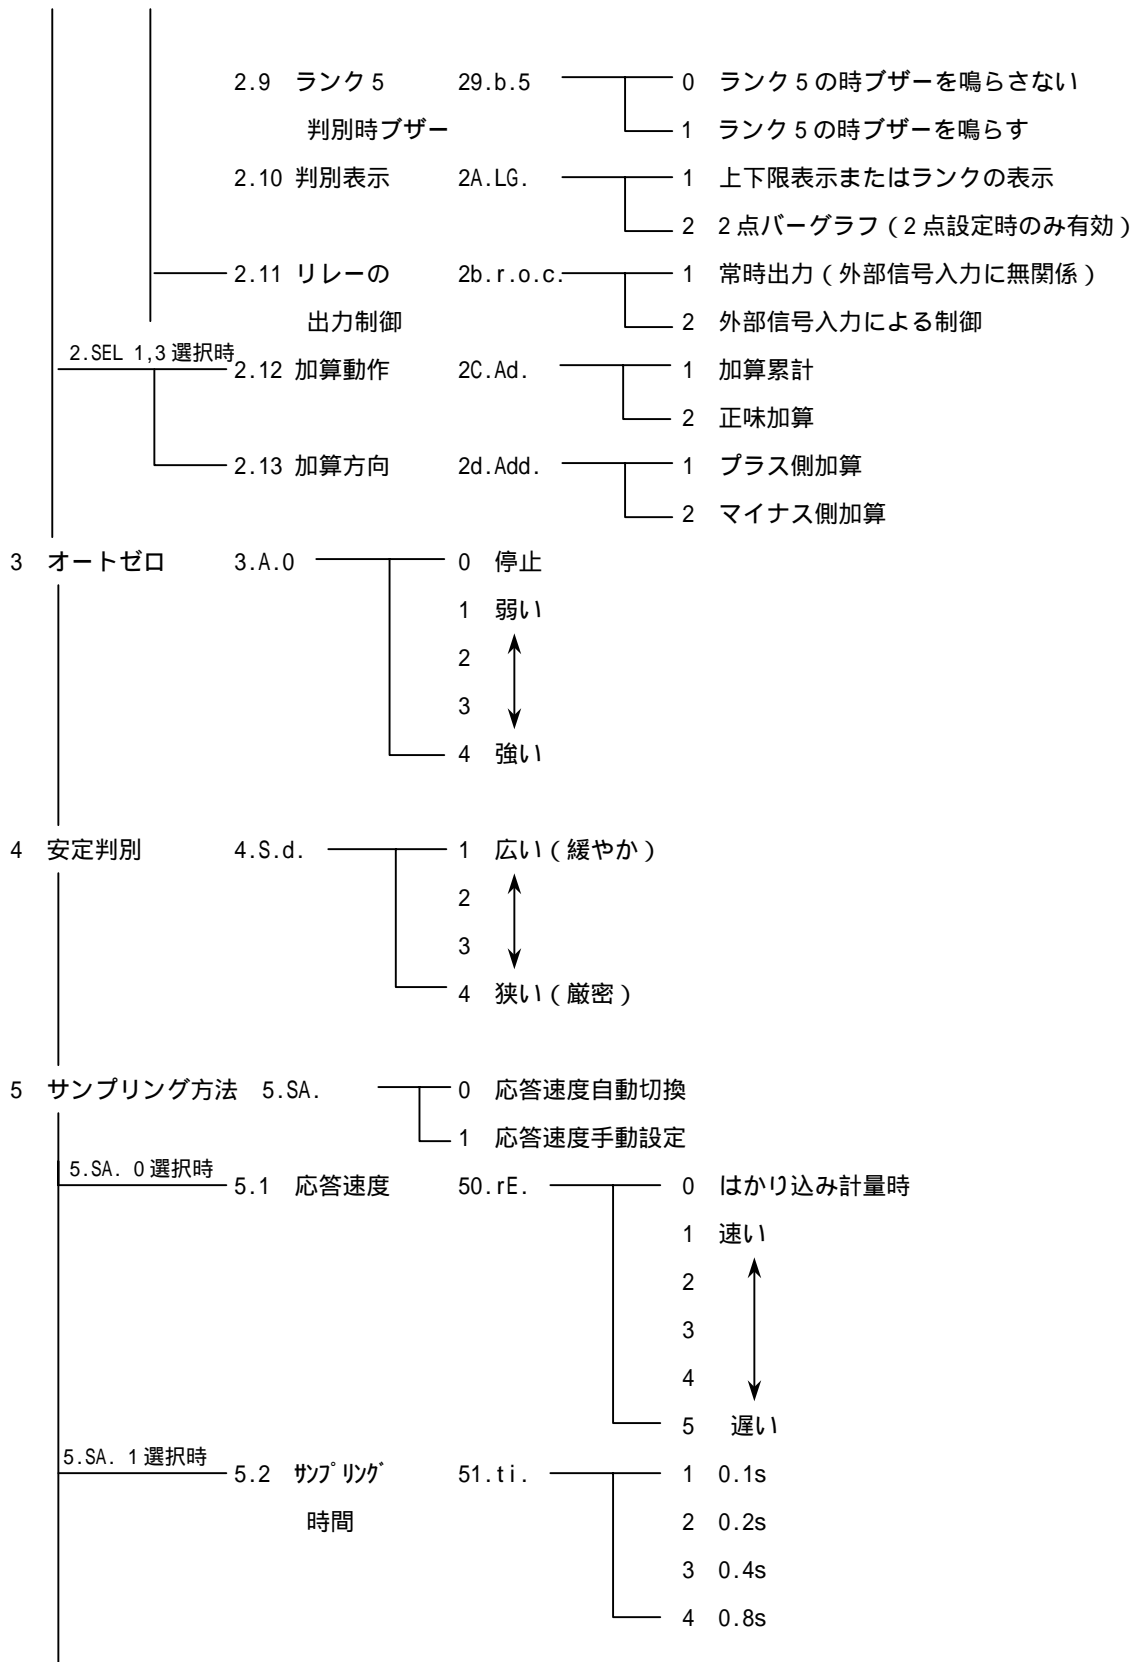 2.9 ランク5 29.b.5 0 ランク5の時ブザーを鳴らさない
判別時ブザー 1 ランク5の時ブザーを鳴らす
2.10 判別表示 2A.LG. 1 上下限表示またはランクの表示
2 2点バーグラフ(2点設定時のみ有効)
2.11 リレーの 2b.r.o.c. 1 常時出力(外部信号入力に無関係)
出力制御 2 外部信号入力による制御
2.SEL 1,3選択時 2.12 加算動作 2C.Ad. 1 加算累計
2 正味加算
2.13 加算方向 2d.Add. 1 プラス側加算
2 マイナス側加算
3 オートゼロ 3.A.0 0 停止
1 弱い
2
3
4 強い
4 安定判別 4.S.d. 1 広い(緩やか)
2
3
4 狭い(厳密)
5 サンプリング方法 5.SA. 0 応答速度自動切換
1 応答速度手動設定
5.SA. 0選択時 5.1 応答速度 50.rE. 0 はかり込み計量時
1 速い
2
3
4
5 遅い
5.SA. 1選択時 5.2 ｻﾝﾌﾟﾘﾝｸﾞ 51.ti. 1 0.1s
時間 2 0.2s
3 0.4s
4 0.8s